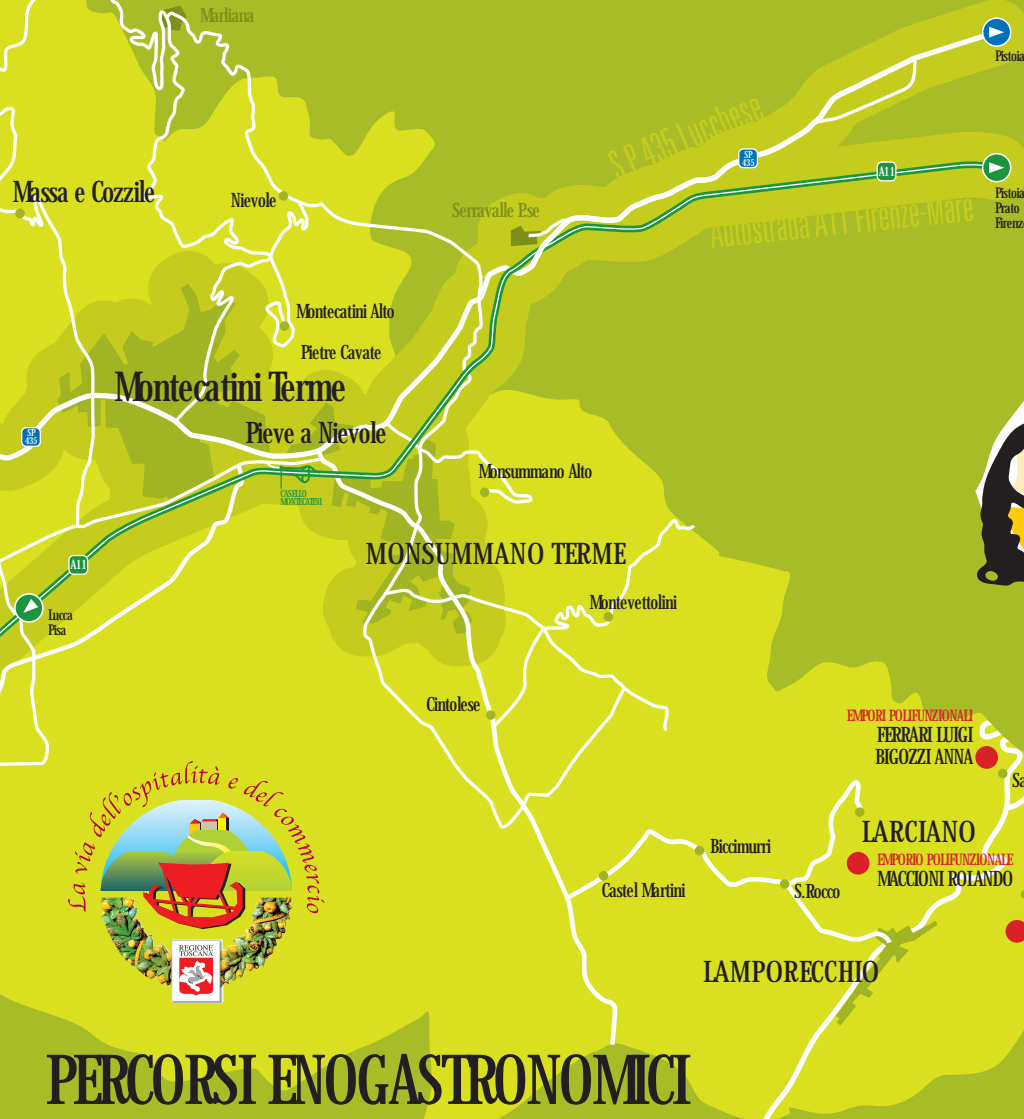 Marliana
Pistoia
S.P. 435 Lucchese
SP
435
A11
Massa e Cozzile
Nievole
Pistoia
Prato
Serravalle P.se
Autostrada A11 Firenze-Mare
Montecatini Alto
Pietre Cavate
Montecatini Terme
Pieve a Nievole
SP
435
Monsummano Alto
CASELLO
MONTECATINI
MONSUMMANO TERME
A11
Montevettolini
Lucca
Pisa
Cintolese
EMPORI POLIFUNZIONALI
FERRARI LUIGI
BIGOZZI ANNA
La via dell'ospitalità e del commercio
LARCIANO
Biccimurri
EMPORIO POLIFUNZIONALE
MACCIONI ROLANDO
Castel Martini
S.Rocco
REGIONE
TOSCANA
LAMPORECCHIO
PERCORSI ENOGASTRONOMICI